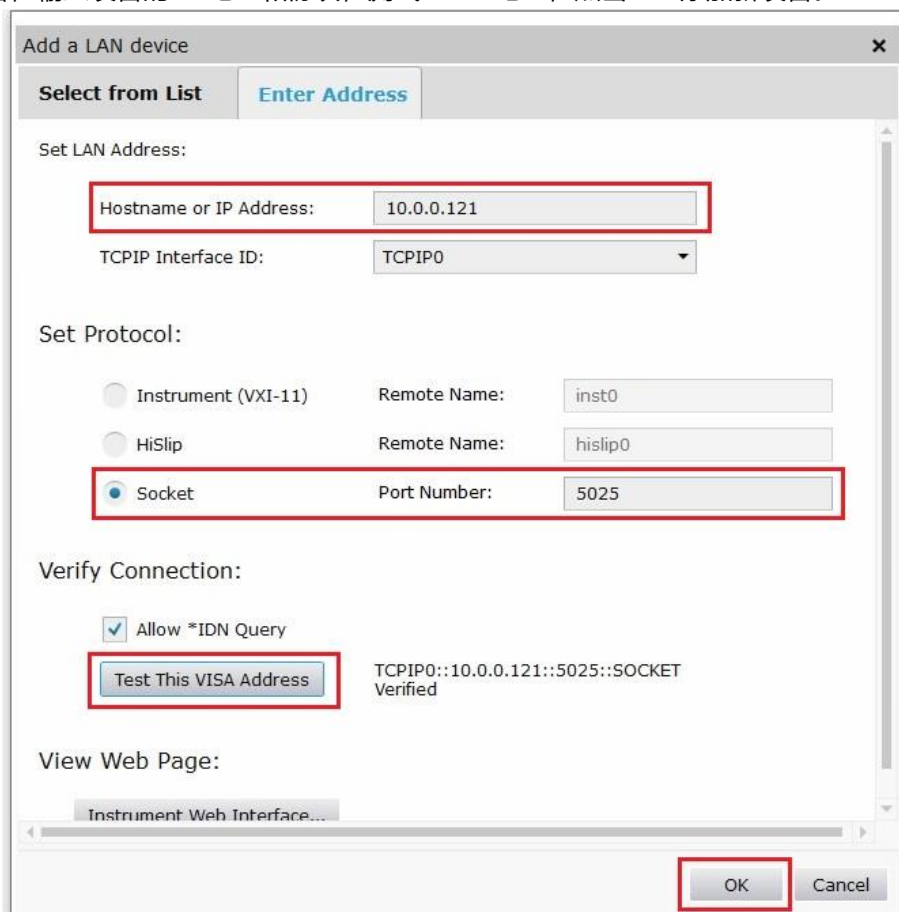 Add a LAN device
Select from List Enter Address
Set LAN Address:
Hostname or IP Address: 10.0.0.121
TCPIP Interface ID: TCPIP0
Set Protocol:
Instrument (VXI-11) Remote Name: inst0
HiSlip Remote Name: hislip0
Socket Port Number: 5025
Verify Connection:
Allow *IDN Query
Test This VISA Address TCPIP0::10.0.0.121::5025::SOCKET
Verified
View Web Page:
Instrument Web Interface...
OK Cancel